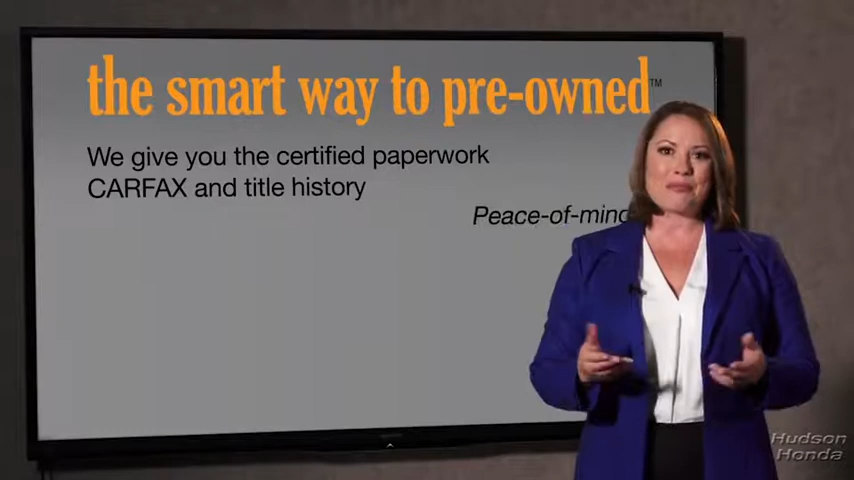 the smart way to pre-owned™
We give you the certified paperwork
CARFAX and title history
Peace-of-mind
Hudson
Honda